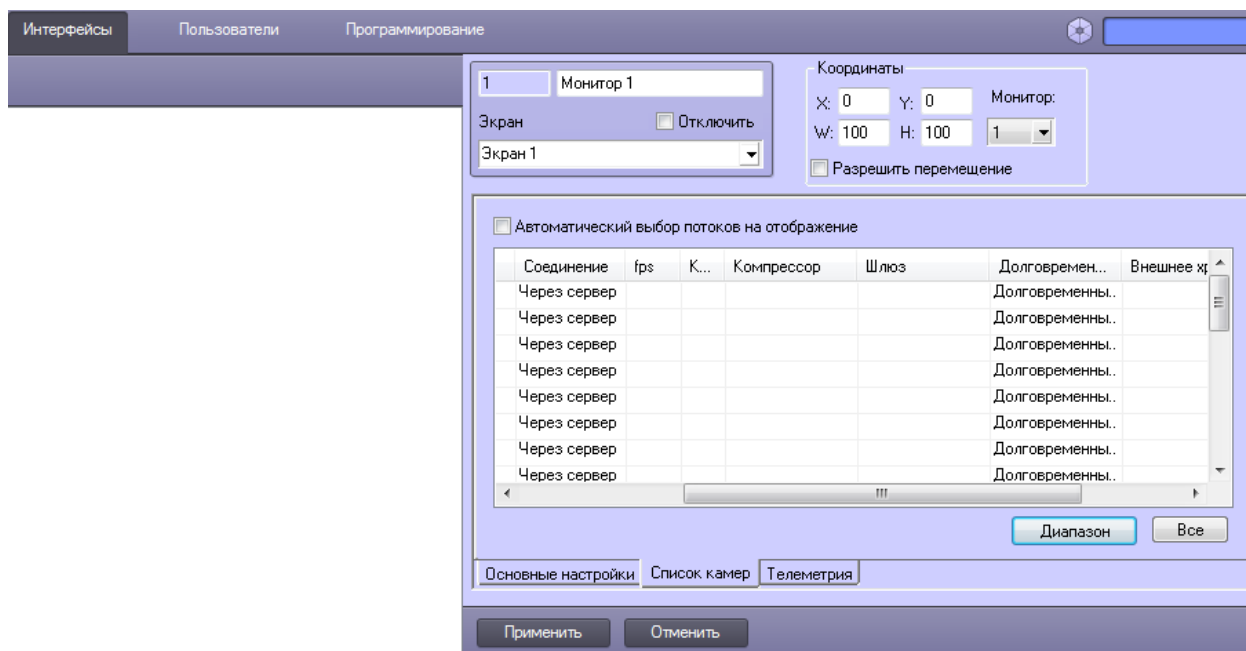 Интерфейсы Пользователи Программирование
1 Монитор 1
Экран Отключить
Экран 1
Координаты
X: 0 Y: 0 Монитор:
W: 100 H: 100 1
Разрешить перемещение
Автоматический выбор потоков на отображение
Соединение fps К... Компрессор Шлюз Долговремен... Внешнее хр
Через сервер Долговременны..
Через сервер Долговременны..
Через сервер Долговременны..
Через сервер Долговременны..
Через сервер Долговременны..
Через сервер Долговременны..
Через сервер Долговременны..
Через сервер Долговременны..
Диапазон Все
Основные настройки Список камер Телеметрия
Применить Отменить